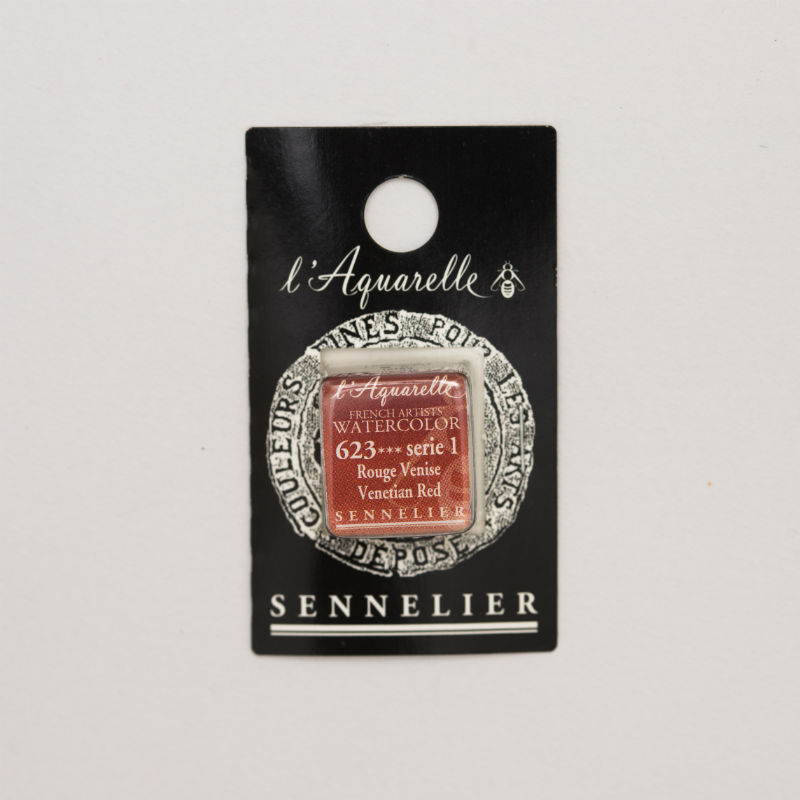 l'Aquarelle
COULEURS FINES POUR LES ARTS
DÉPOSÉ
l'Aquarelle
FRENCH ARTISTS'
WATERCOLOR
623*** serie 1
Rouge Venise
Venetian Red
SENNELIER
SENNELIER